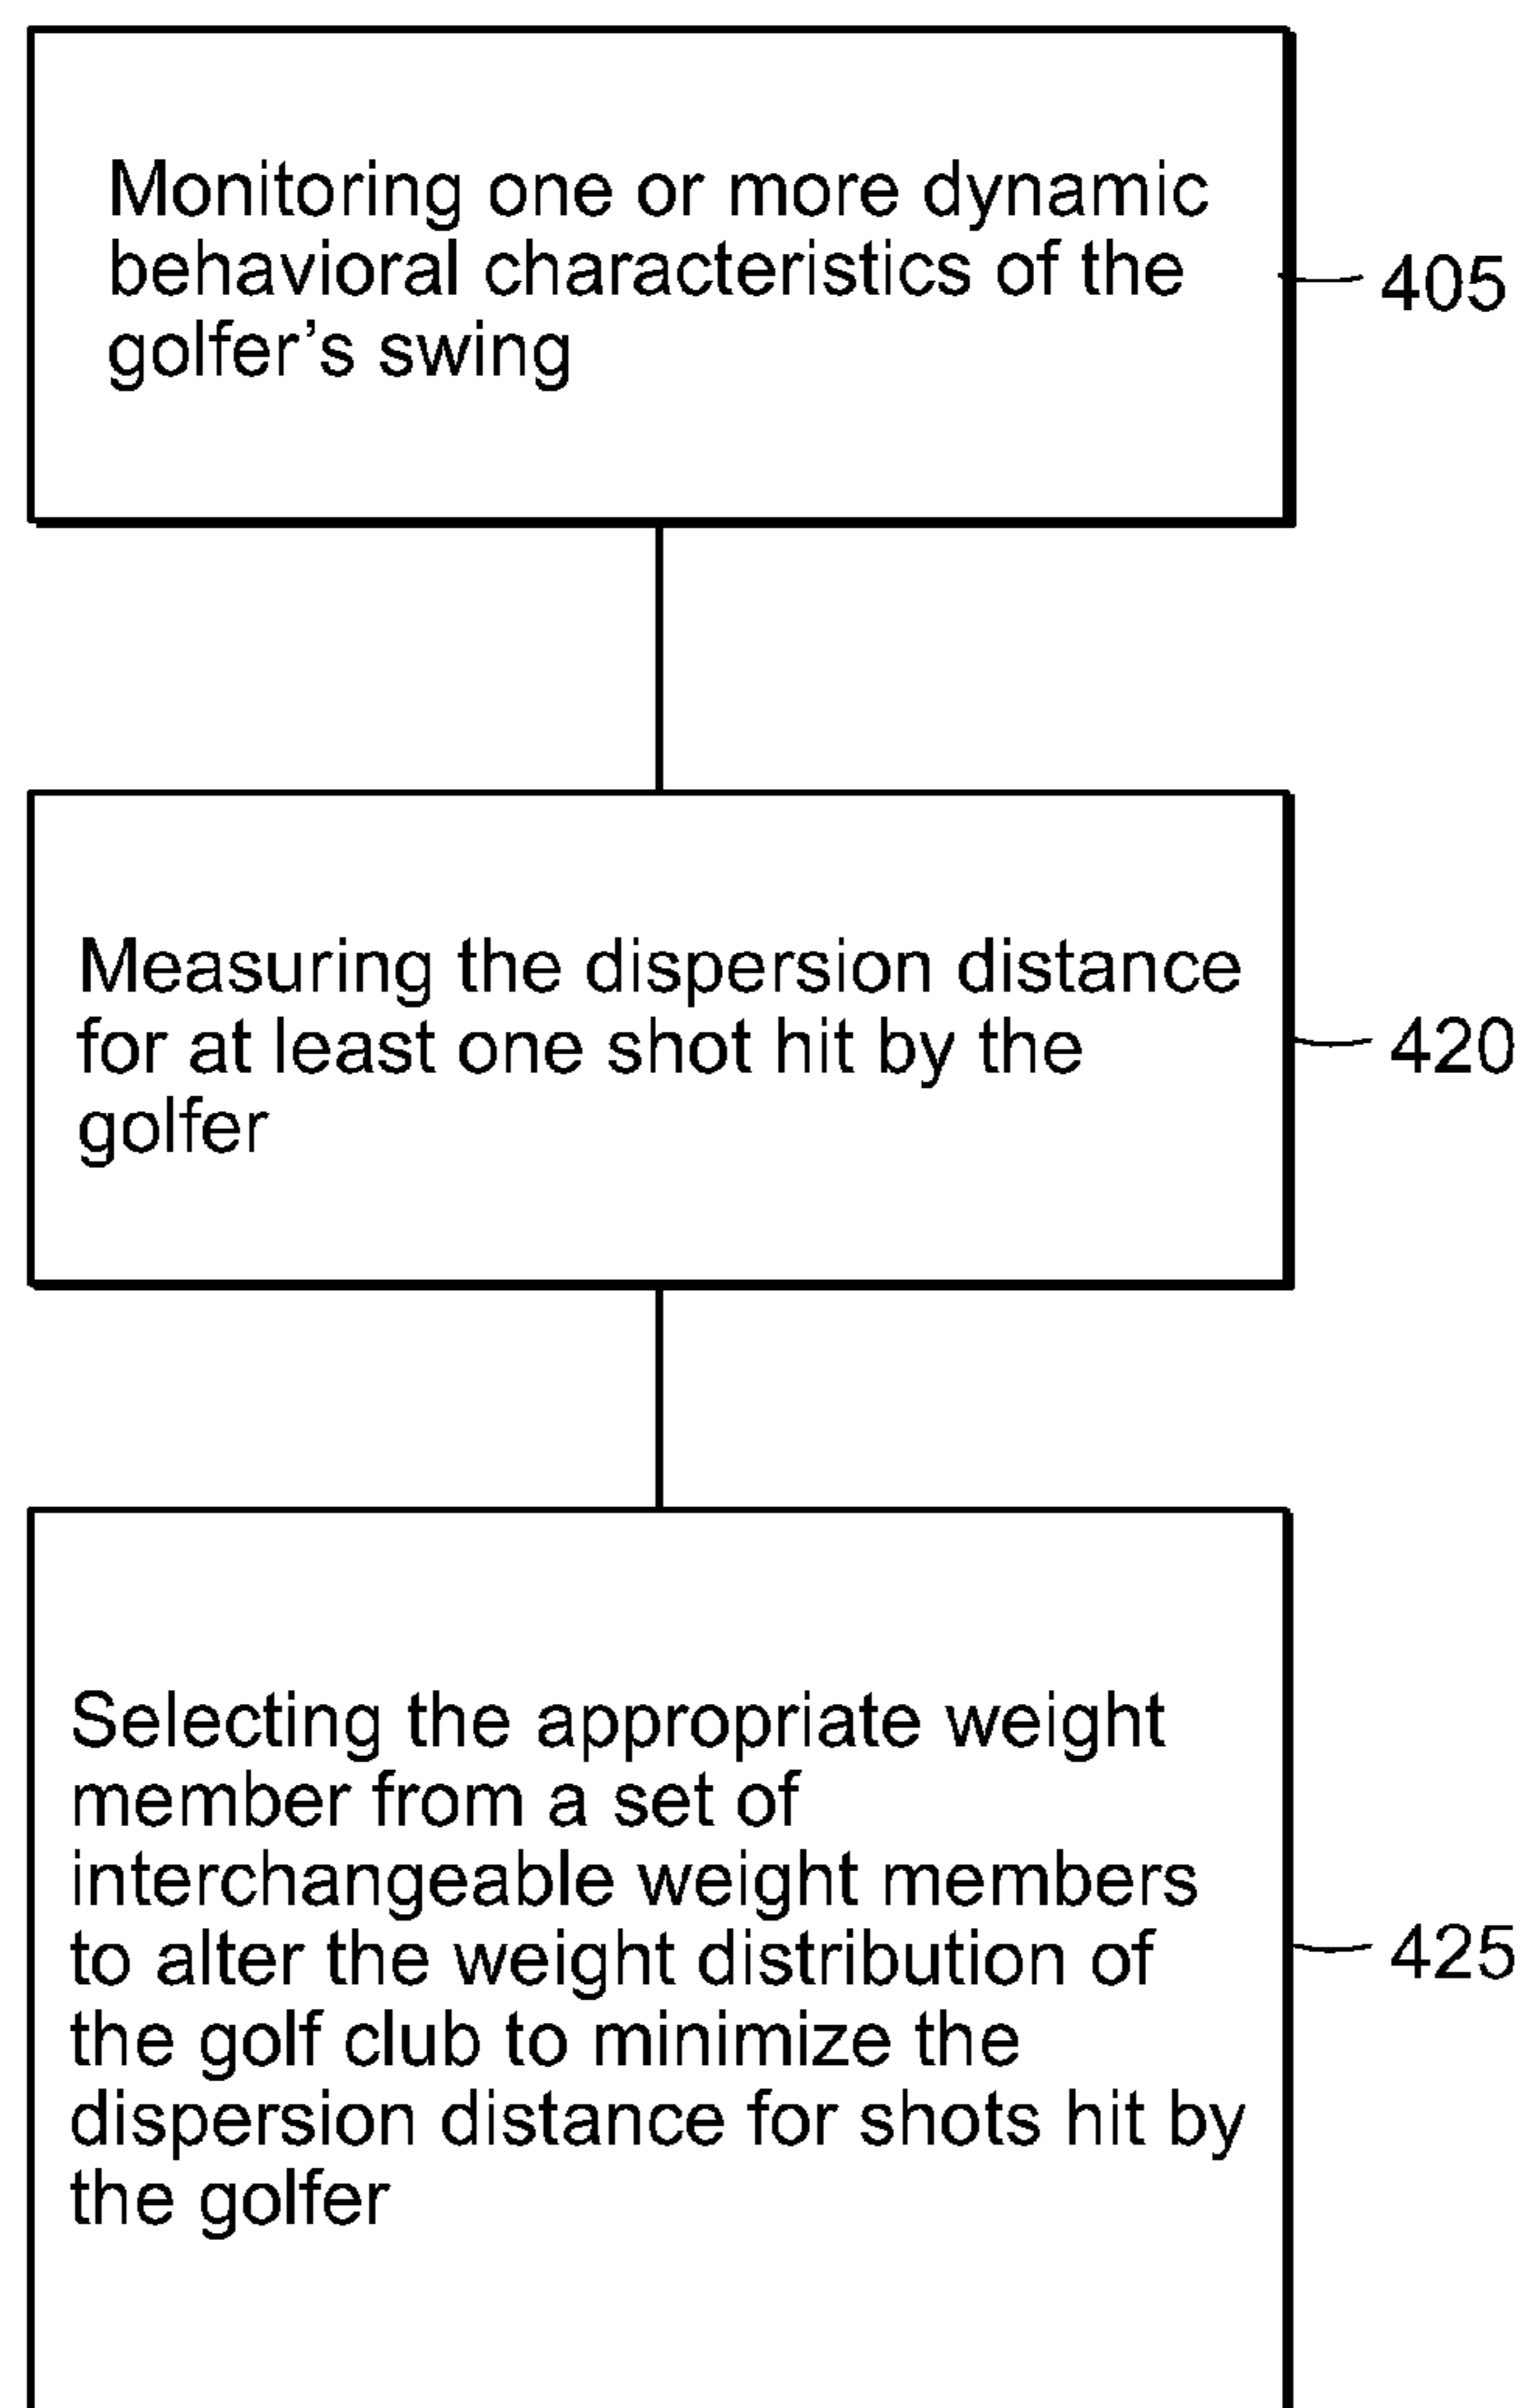 Monitoring one or more dynamic
behavioral characteristics of the
golfer's swing
405
Measuring the dispersion distance
for at least one shot hit by the
golfer
420
Selecting the appropriate weight
member from a set of
interchangeable weight members
to alter the weight distribution of
the golf club to minimize the
dispersion distance for shots hit by
the golfer
425